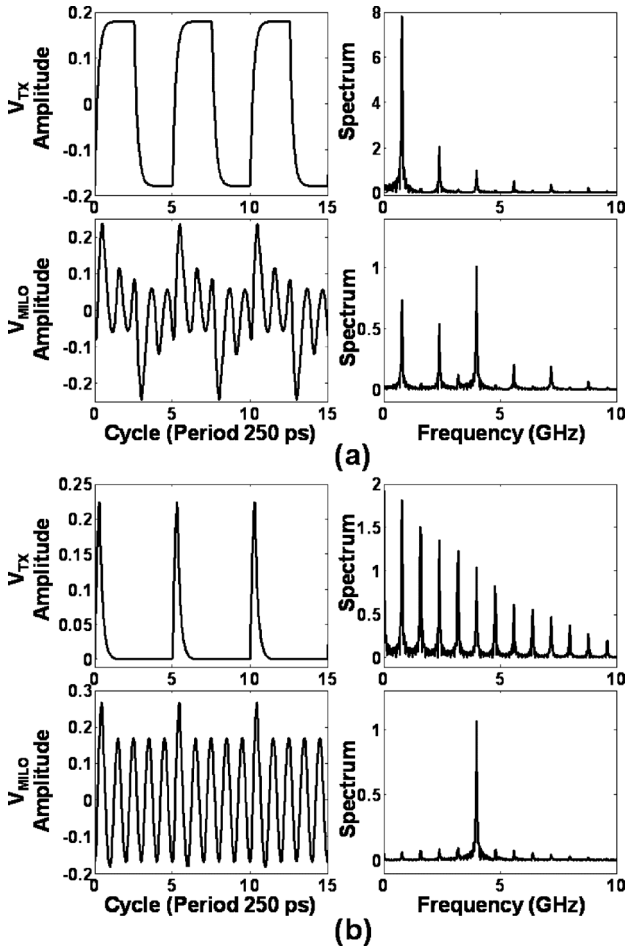 0.2
0.1
0
-0.1
-0.2
0 5 10 15
V_TX
Amplitude
8
6
4
2
0
0 5 10
Spectrum
0.2
0.1
0
-0.1
-0.2
0 5 10 15
V_MILO
Amplitude
Cycle (Period 250 ps)
1
0.5
0
0 5 10
Spectrum
Frequency (GHz)
(a)
0.25
0.2
0.15
0.1
0.05
0
0 5 10 15
V_TX
Amplitude
2
1.5
1
0.5
0
0 5 10
Spectrum
0.3
0.2
0.1
0
-0.1
-0.2
0 5 10 15
V_MILO
Amplitude
Cycle (Period 250 ps)
1
0.5
0
0 5 10
Spectrum
Frequency (GHz)
(b)